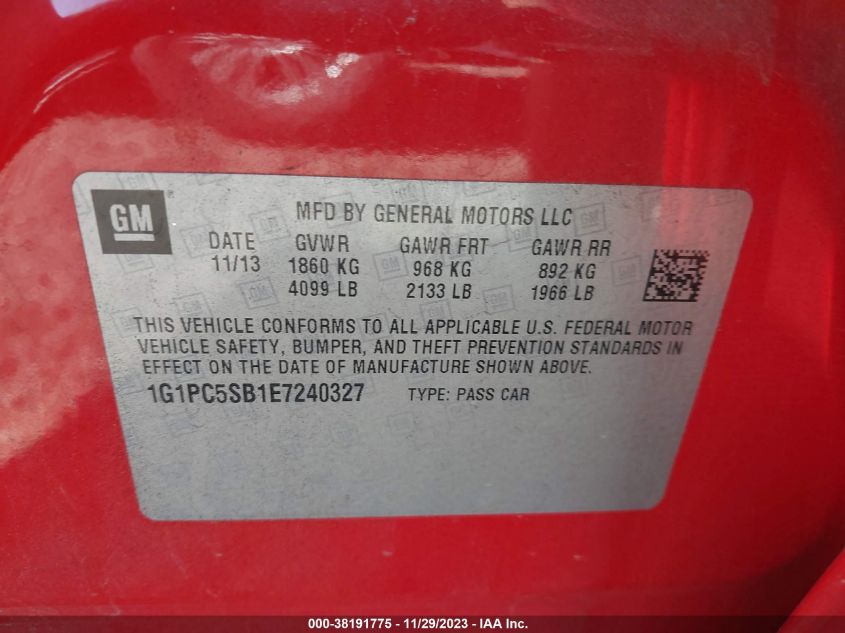 GM
MFD BY GENERAL MOTORS LLC
DATE GVWR GAWR FRT GAWR RR
11/13 1860 KG 968 KG 892 KG
4099 LB 2133 LB 1966 LB
THIS VEHICLE CONFORMS TO ALL APPLICABLE U.S. FEDERAL MOTOR
VEHICLE SAFETY, BUMPER, AND THEFT PREVENTION STANDARDS IN
EFFECT ON THE DATE OF MANUFACTURE SHOWN ABOVE.
1G1PC5SB1E7240327 TYPE: PASS CAR
000-38191775 - 11/29/2023 - IAA Inc.